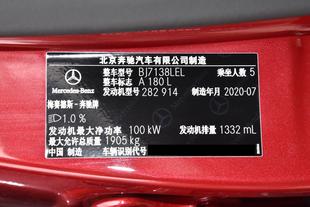 北京奔驰汽车有限公司制造
Mercedes-Benz
整车型号 BJ7138LEL 乘坐人数 5
整车标志 A 180 L
发动机型号 282 914 制造年月 2020-07
梅赛德斯-奔驰牌
1.0 %
发动机最大净功率 100 kW 发动机排量 1332 mL
最大允许总质量 1905 kg
中国 制造 车辆识别代号